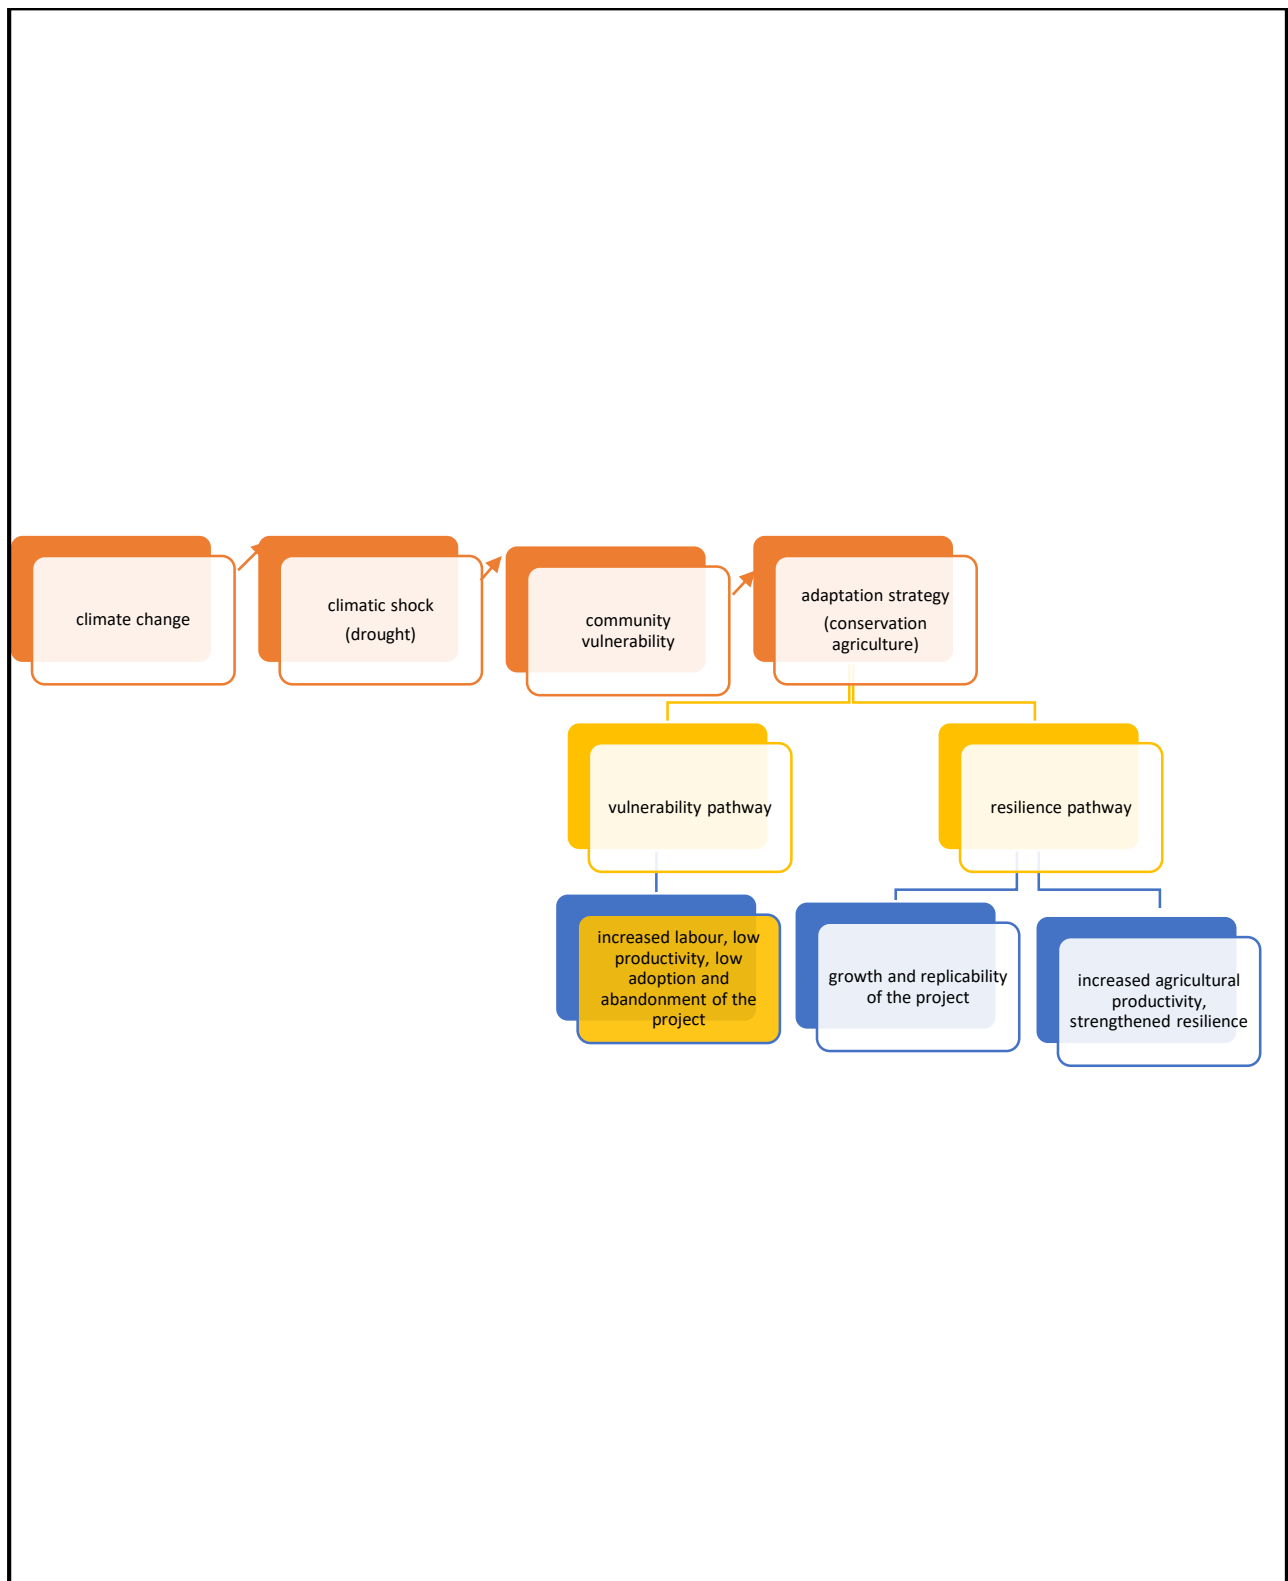 climate change
climatic shock
(drought)
community
vulnerability
adaptation strategy
(conservation
agriculture)
vulnerability pathway
resilience pathway
increased labour, low
productivity, low
adoption and
abandonment of the
project
growth and replicability
of the project
increased agricultural
productivity,
strengthened resilience